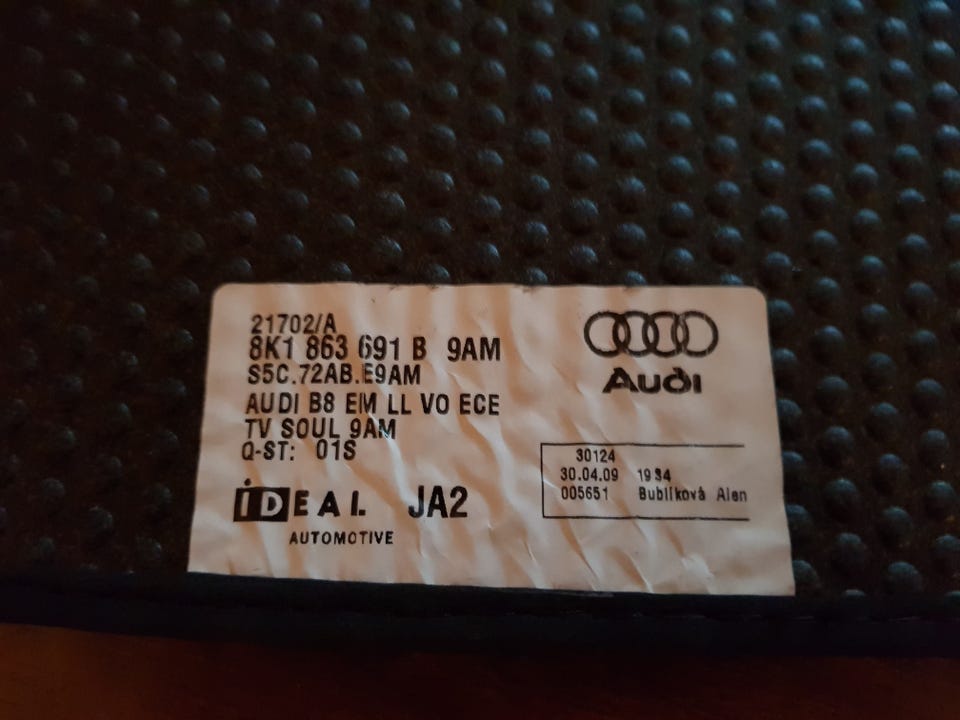 21702/A
8K1 863 691 B 9AM
S5C.72AB.E9AM
AUDI B8 EM LL VO ECE
TV SOUL 9AM
Q-ST: 01S
iDEAL JA2
AUTOMOTIVE
Audi
30124
30.04.09 19 34
005651 Bublíková Alen